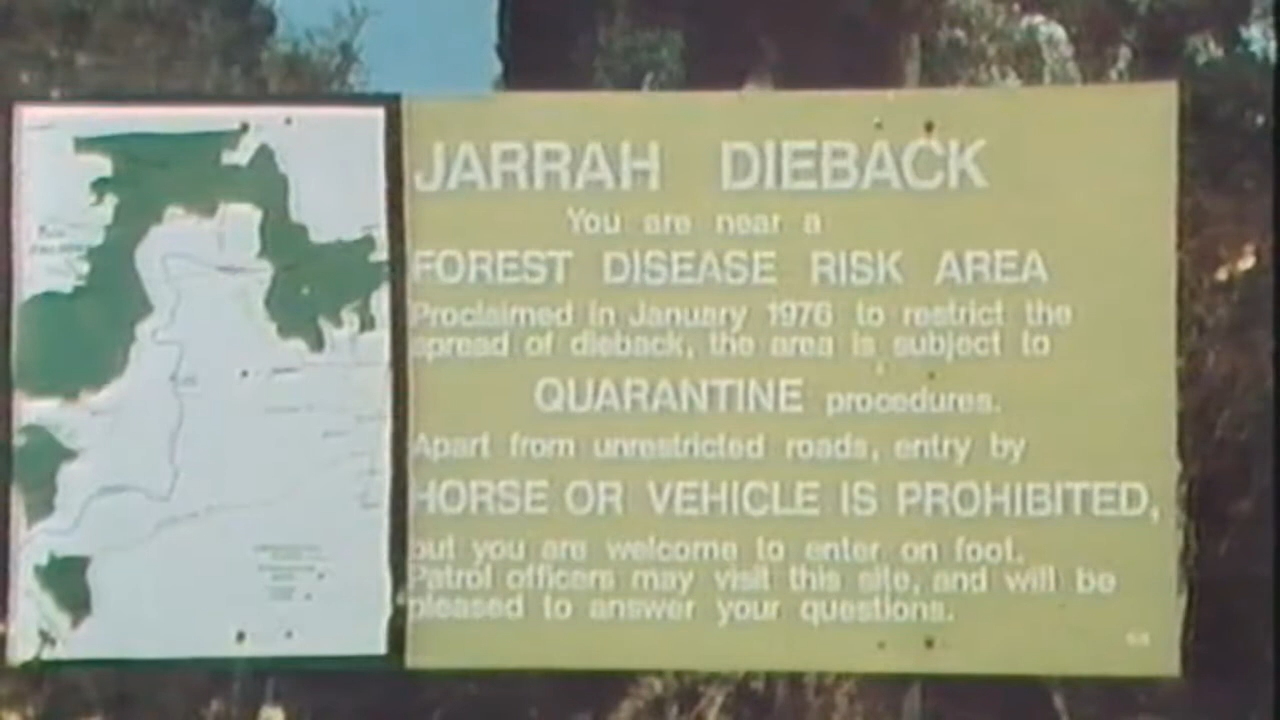 JARRAH DIEBACK
You are near a
FOREST DISEASE RISK AREA
Proclaimed in January 1976 to restrict the
spread of dieback, the area is subject to
QUARANTINE procedures.
Apart from unrestricted roads, entry by
HORSE OR VEHICLE IS PROHIBITED,
but you are welcome to enter on foot.
Patrol officers may visit this site, and will be
pleased to answer your questions.